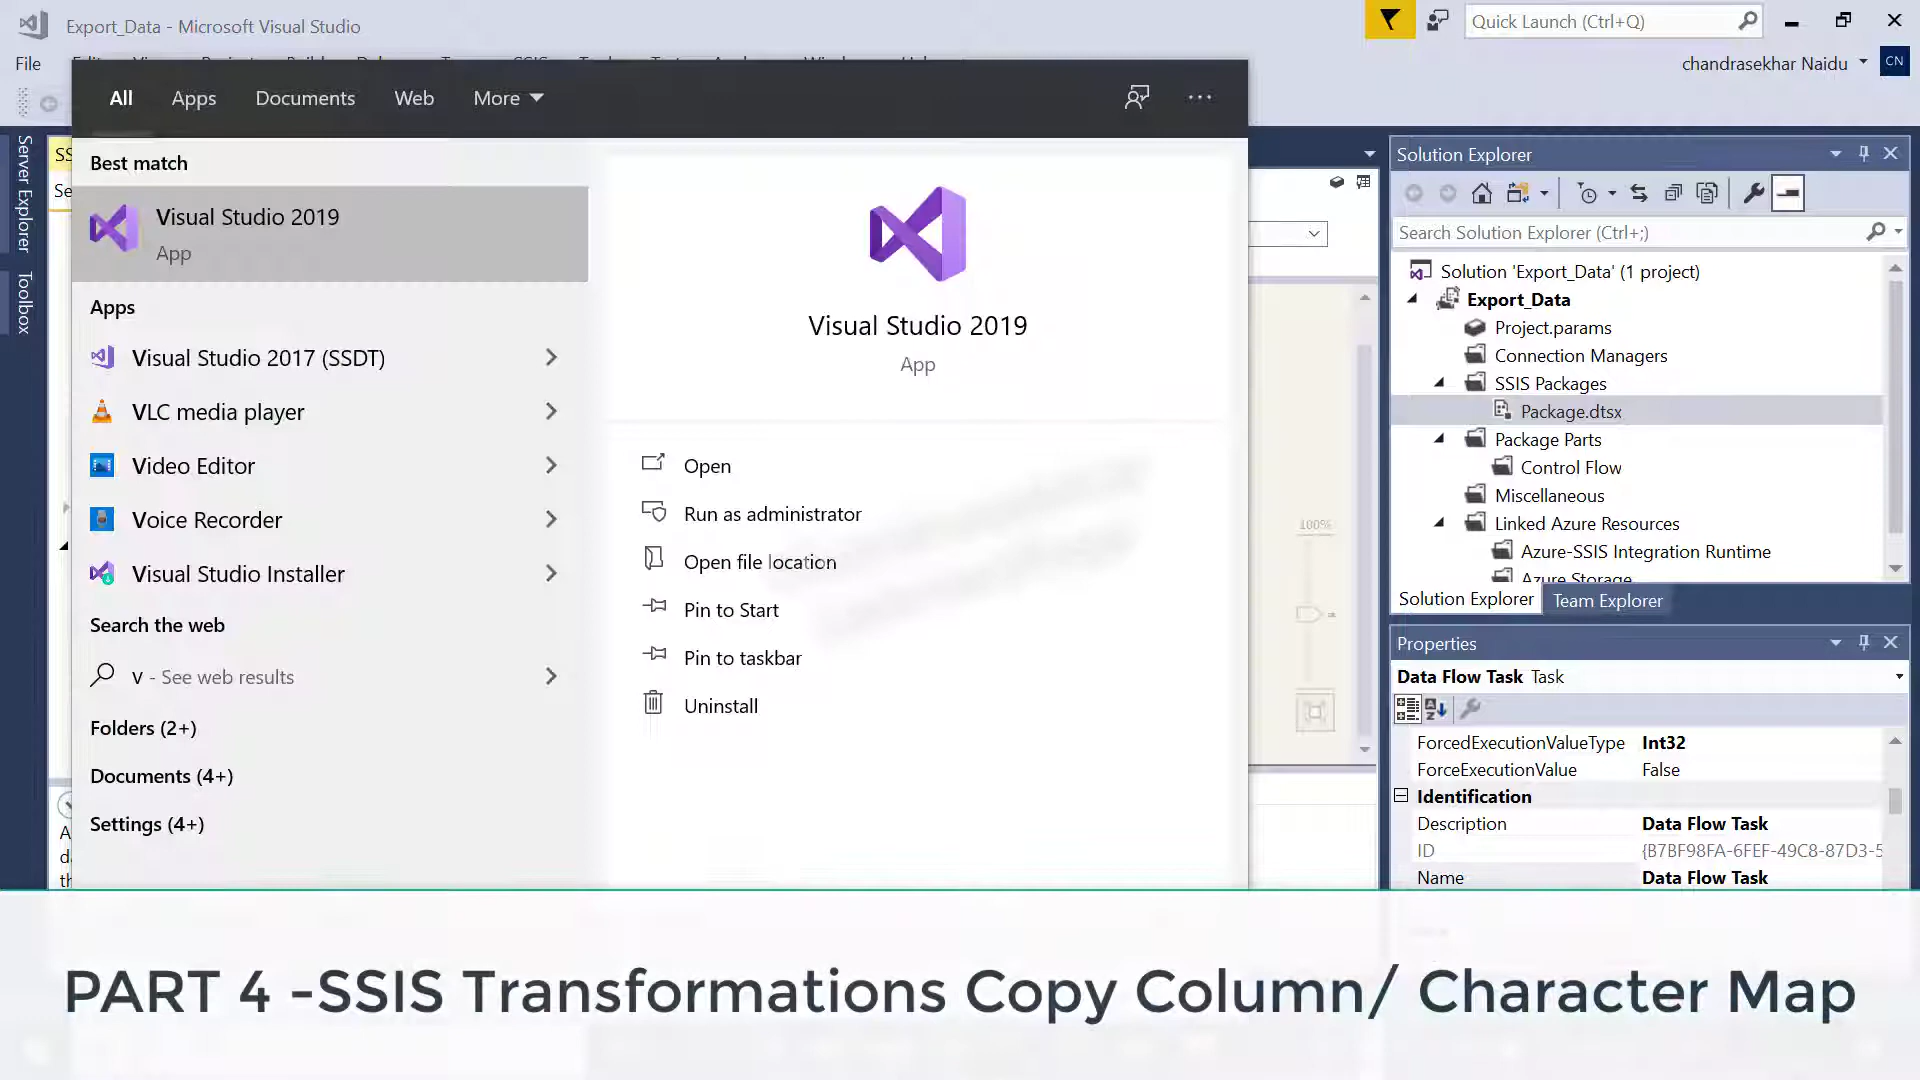 Export_Data - Microsoft Visual Studio
Quick Launch (Ctrl+Q)
File
chandrasekhar Naidu
CN
All
Apps
Documents
Web
More
Server Explorer
Toolbox
SS
Se
Best match
Visual Studio 2019
App
Apps
Visual Studio 2017 (SSDT)
VLC media player
Video Editor
Voice Recorder
Visual Studio Installer
Search the web
v - See web results
Folders (2+)
Documents (4+)
Settings (4+)
Visual Studio 2019
App
Open
Run as administrator
Open file location
Pin to Start
Pin to taskbar
Uninstall
100%
Solution Explorer
Search Solution Explorer (Ctrl+;)
Solution 'Export_Data' (1 project)
Export_Data
Project.params
Connection Managers
SSIS Packages
Package.dtsx
Package Parts
Control Flow
Miscellaneous
Linked Azure Resources
Azure-SSIS Integration Runtime
Azure Storage
Solution Explorer
Team Explorer
Properties
Data Flow Task Task
ForcedExecutionValueType Int32
ForceExecutionValue False
Identification
Description Data Flow Task
ID {B7BF98FA-6FEF-49C8-87D3-5
Name Data Flow Task
PART 4 -SSIS Transformations Copy Column/ Character Map